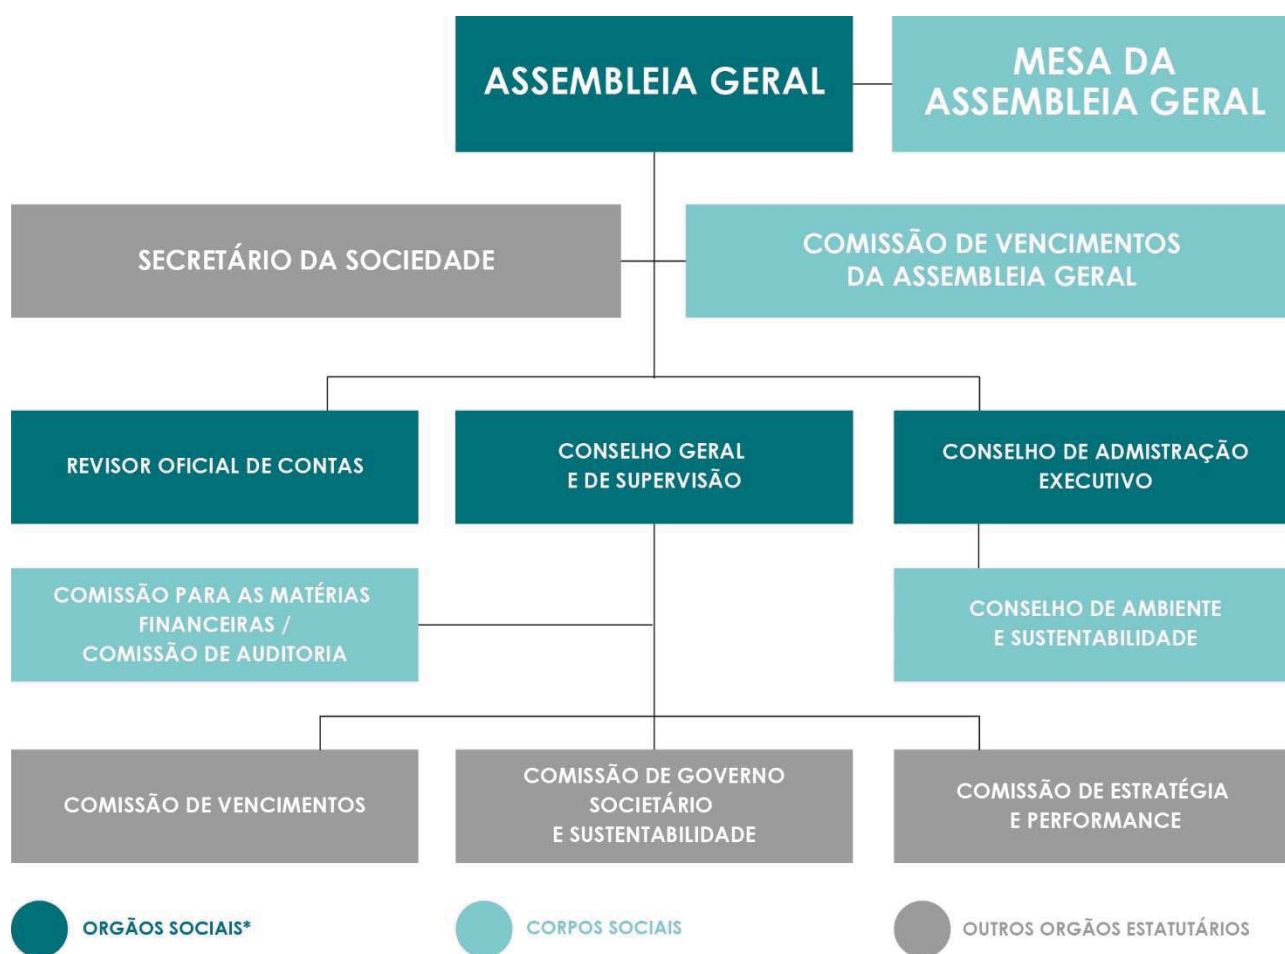 ASSEMBLEIA GERAL
MESA DA
ASSEMBLEIA GERAL
SECRETÁRIO DA SOCIEDADE
COMISSÃO DE VENCIMENTOS
DA ASSEMBLEIA GERAL
REVISOR OFICIAL DE CONTAS
CONSELHO GERAL
E DE SUPERVISÃO
CONSELHO DE ADMISTRAÇÃO
EXECUTIVO
COMISSÃO PARA AS MATÉRIAS
FINANCEIRAS /
COMISSÃO DE AUDITORIA
CONSELHO DE AMBIENTE
E SUSTENTABILIDADE
COMISSÃO DE VENCIMENTOS
COMISSÃO DE GOVERNO
SOCIETÁRIO
E SUSTENTABILIDADE
COMISSÃO DE ESTRATÉGIA
E PERFORMANCE
ORGÃOS SOCIAIS*
CORPOS SOCIAIS
OUTROS ORGÃOS ESTATUTÁRIOS